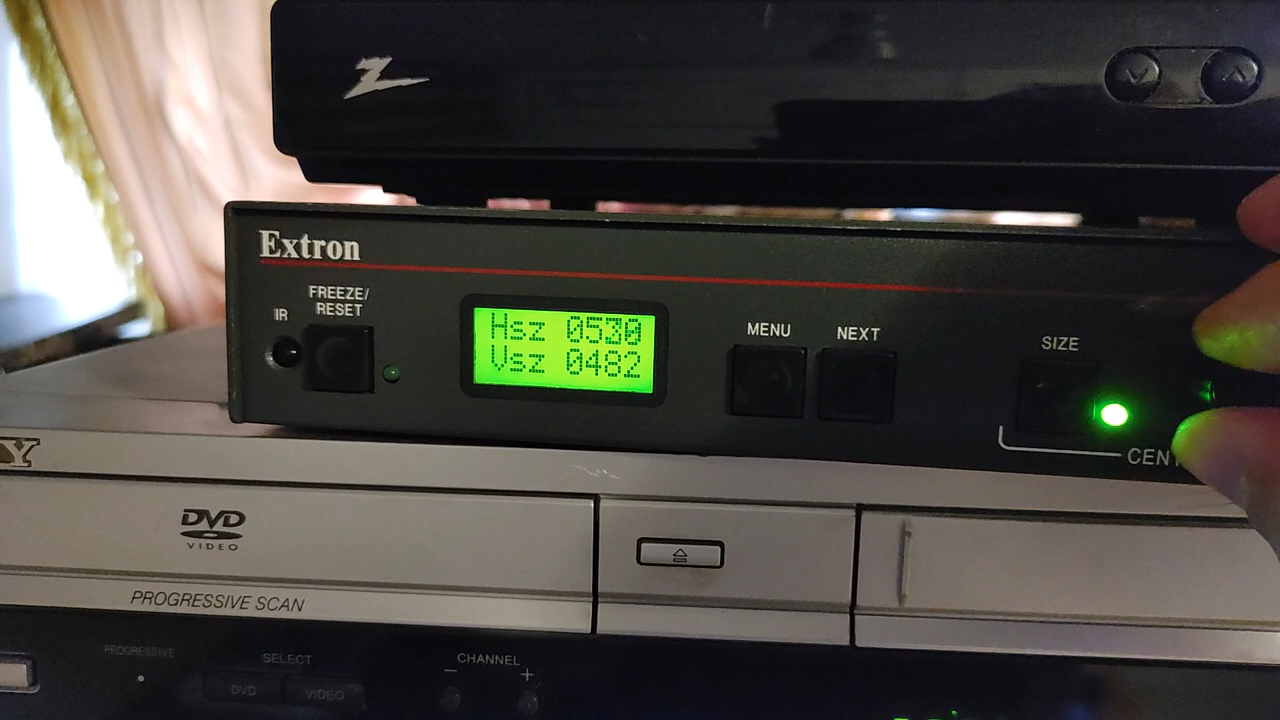 Z
Extron
FREEZE/
RESET
IR
Hsz 0530
Vsz 0482
MENU
NEXT
SIZE
CENT
Y
DVD
VIDEO
PROGRESSIVE SCAN
PROGRESSIVE
SELECT
DVD
VIDEO
CHANNEL
- +